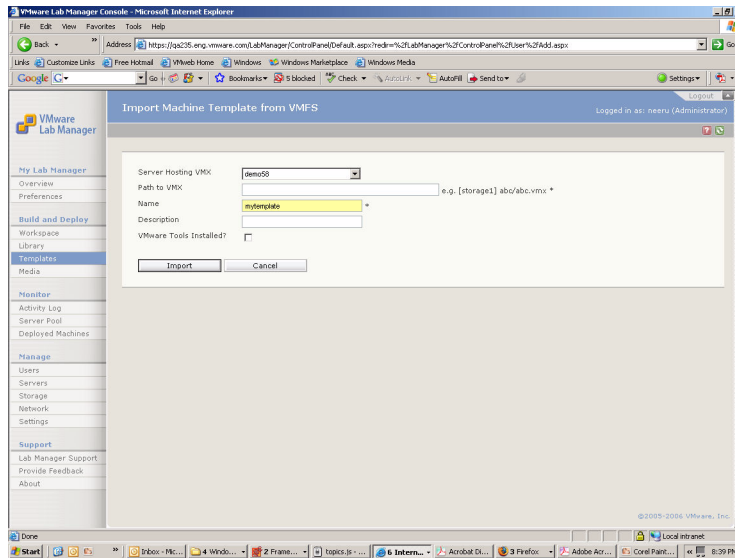 VMware Lab Manager Console - Microsoft Internet Explorer
File Edit View Favorites Tools Help
Back » Address https://qa235.eng.vmware.com/LabManager/ControlPanel/Default.aspx?redir=%2fLabManager%2fControlPanel%2fUser%2fAdd.aspx Go
Links Customize Links Free Hotmail VMweb Home Windows Windows Marketplace Windows Media
Google G Go Bookmarks 5 blocked Check AutoLink AutoFill Send to Settings
Logout
VMware
Lab Manager
Import Machine Template from VMFS
Logged in as: neeru (Administrator)
My Lab Manager
Overview
Preferences
Build and Deploy
Workspace
Library
Templates
Media
Monitor
Activity Log
Server Pool
Deployed Machines
Manage
Users
Servers
Storage
Network
Settings
Support
Lab Manager Support
Provide Feedback
About
Server Hosting VMX demo58
Path to VMX e.g. [storage1] abc/abc.vmx *
Name mytemplate *
Description
VMware Tools Installed?
Import Cancel
©2005-2006 VMware, Inc.
Done Local intranet
Start » Inbox - Mic... 4 Windo... 2 Frame... topics.js - ... 6 Intern... Acrobat Di... 3 Firefox Adobe Acr... Corel Paint... « 8:39 PM